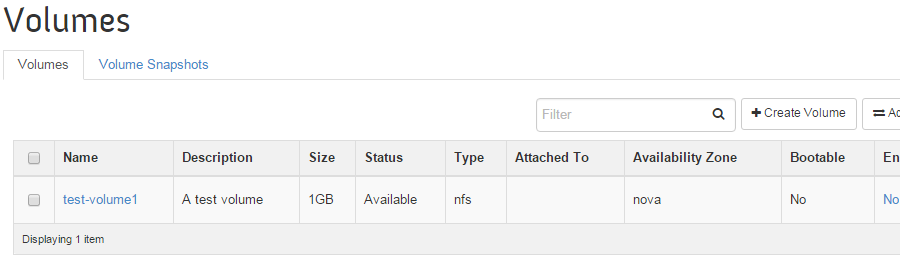 Volumes
Volumes Volume Snapshots
Filter Create Volume
Name Description Size Status Type Attached To Availability Zone Bootable En
test-volume1 A test volume 1GB Available nfs nova No No
Displaying 1 item